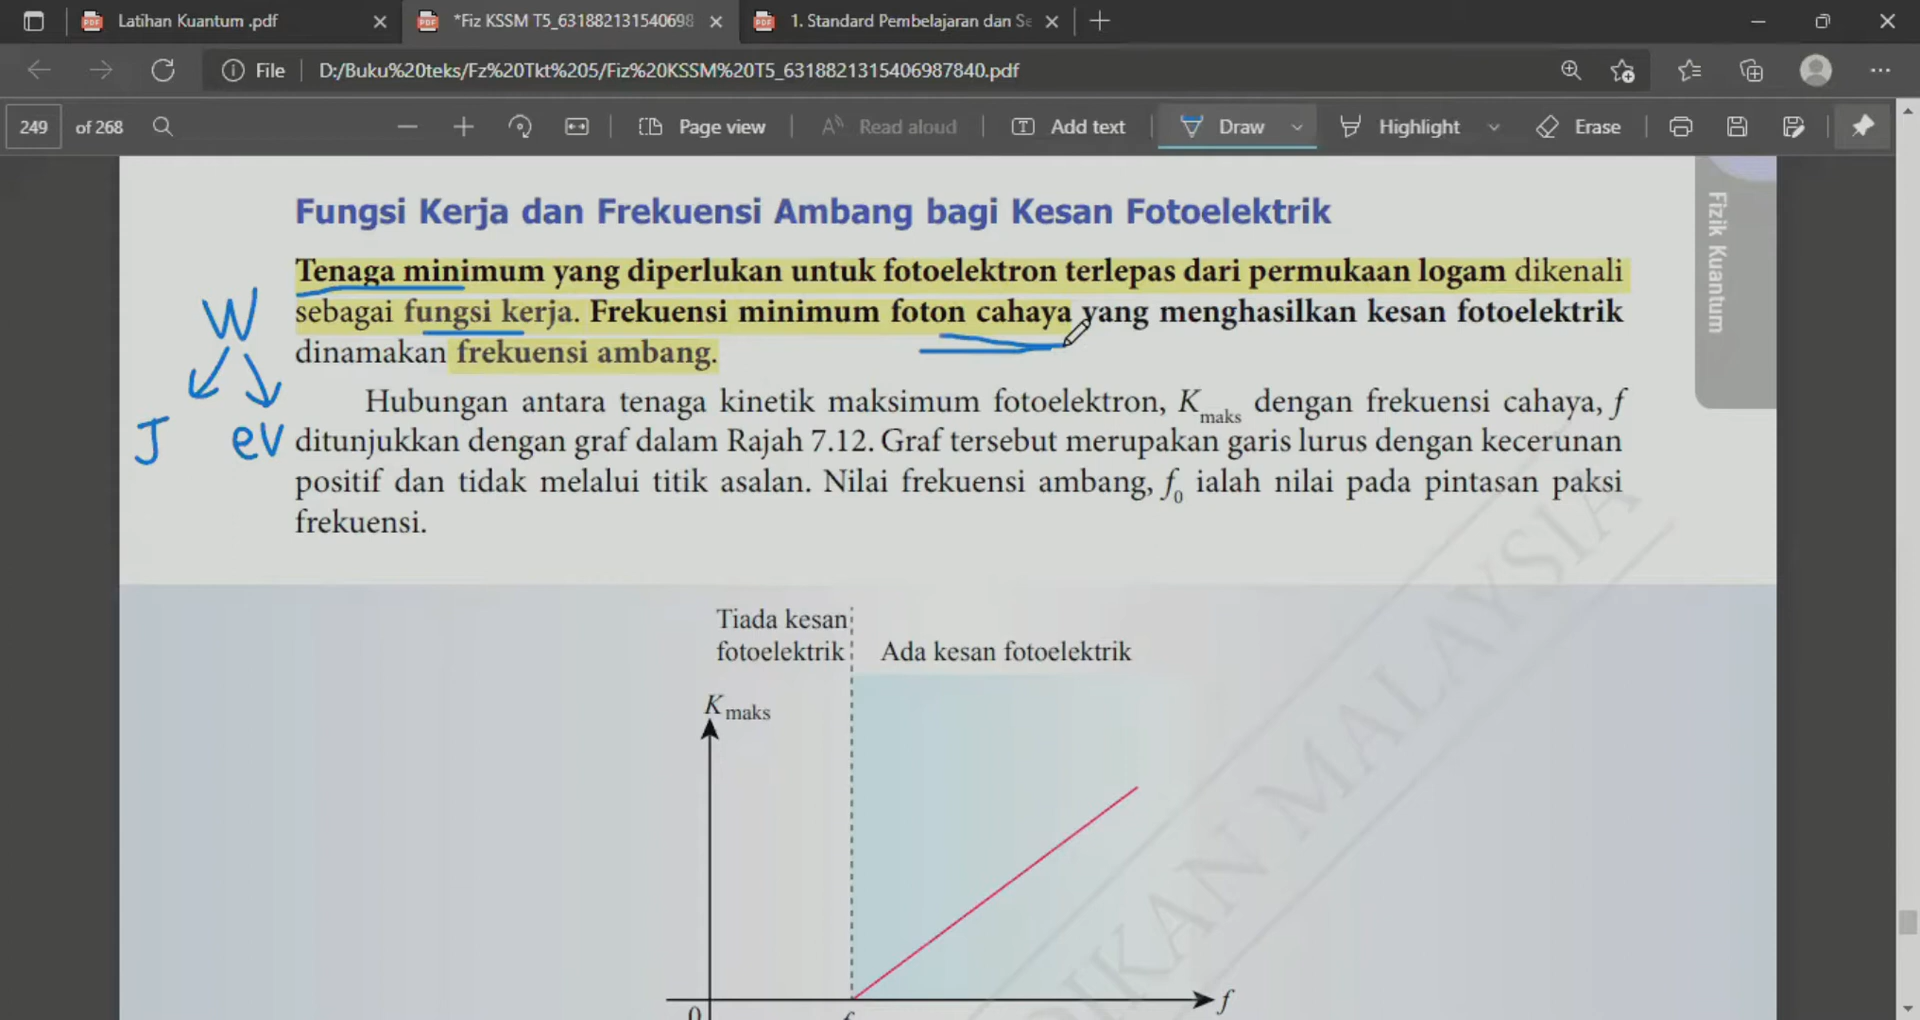 Latihan Kuantum .pdf
*Fiz KSSM T5_631882131540698
1. Standard Pembelajaran dan Se
File
D:/Buku%20teks/Fz%20Tkt%205/Fiz%20KSSM%20T5_6318821315406987840.pdf
249 of 268
Page view
Read aloud
Add text
Draw
Highlight
Erase
Fungsi Kerja dan Frekuensi Ambang bagi Kesan Fotoelektrik
Tenaga minimum yang diperlukan untuk fotoelektron terlepas dari permukaan logam dikenali
sebagai fungsi kerja. Frekuensi minimum foton cahaya yang menghasilkan kesan fotoelektrik
dinamakan frekuensi ambang.
W
J eV
Hubungan antara tenaga kinetik maksimum fotoelektron, Kmaks dengan frekuensi cahaya, f
ditunjukkan dengan graf dalam Rajah 7.12. Graf tersebut merupakan garis lurus dengan kecerunan
positif dan tidak melalui titik asalan. Nilai frekuensi ambang, f0 ialah nilai pada pintasan paksi
frekuensi.
Fizik Kuantum
Tiada kesan
fotoelektrik
Ada kesan fotoelektrik
Kmaks
0
f
DIKAN MALAYSIA